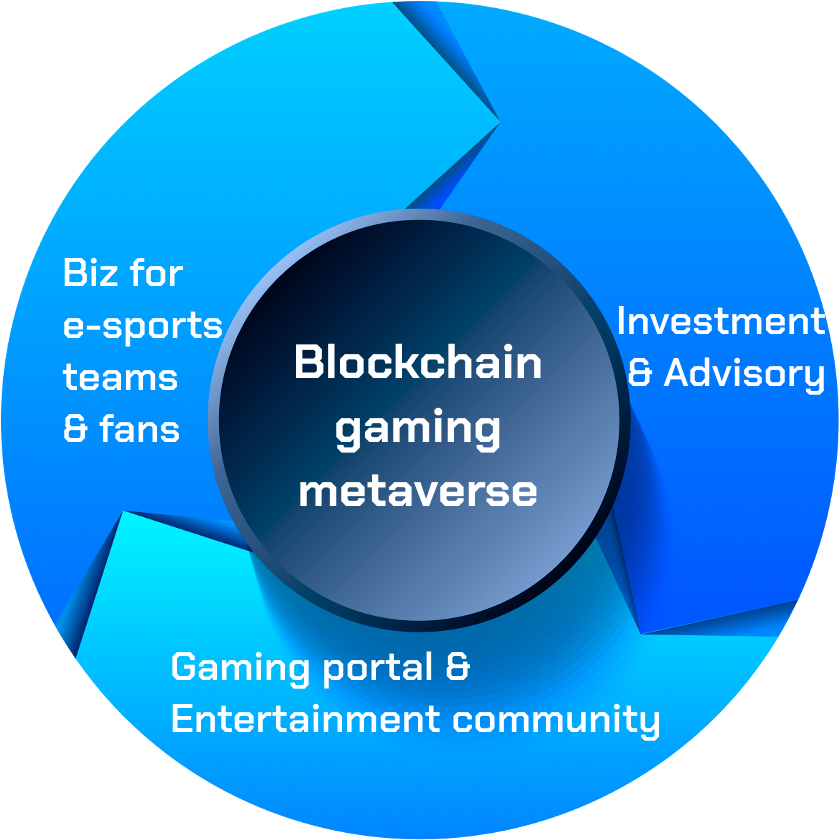 Biz for
e-sports
teams
& fans
Investment
& Advisory
Blockchain
gaming
metaverse
Gaming portal &
Entertainment community